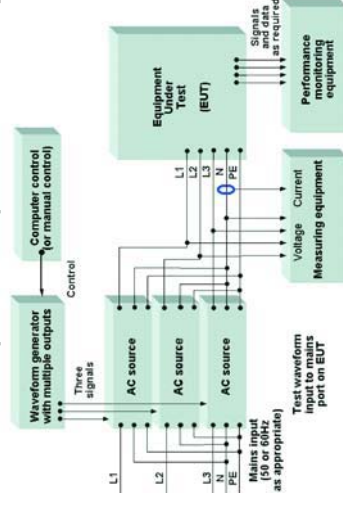 Computer control
(or manual control)
Control
Waveform generator
with multiple outputs
Three
signals
AC source
AC source
AC source
L1
L2
L3
N
PE
Mains input
(50 or 60Hz
as appropriate)
L1
L2
L3
N
PE
Equipment
Under
Test
(EUT)
Signals
and data
as required
Performance
monitoring
equipment
Voltage
Current
Measuring equipment
Test waveform
input to mains
port on EUT